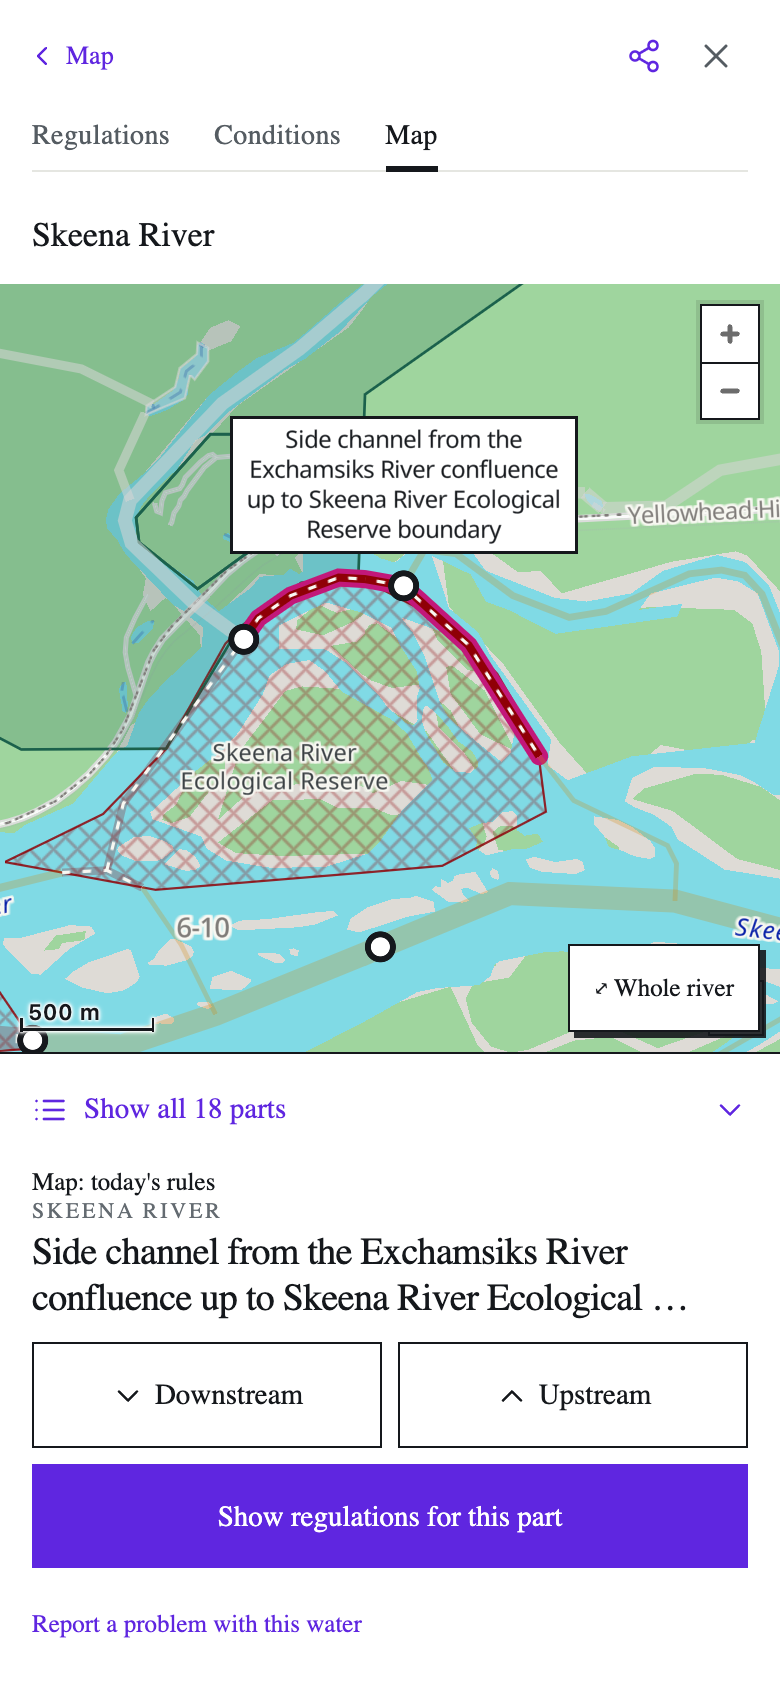 Map
Regulations
Conditions
Map
Skeena River
Side channel from the
Exchamsiks River confluence
up to Skeena River Ecological
Reserve boundary
Yellowhead Hi
Skeena River
Ecological Reserve
r
6-10
Skee
500 m
Whole river
Show all 18 parts
Map: today's rules
SKEENA RIVER
Side channel from the Exchamsiks River
confluence up to Skeena River Ecological …
Downstream
Upstream
Show regulations for this part
Report a problem with this water